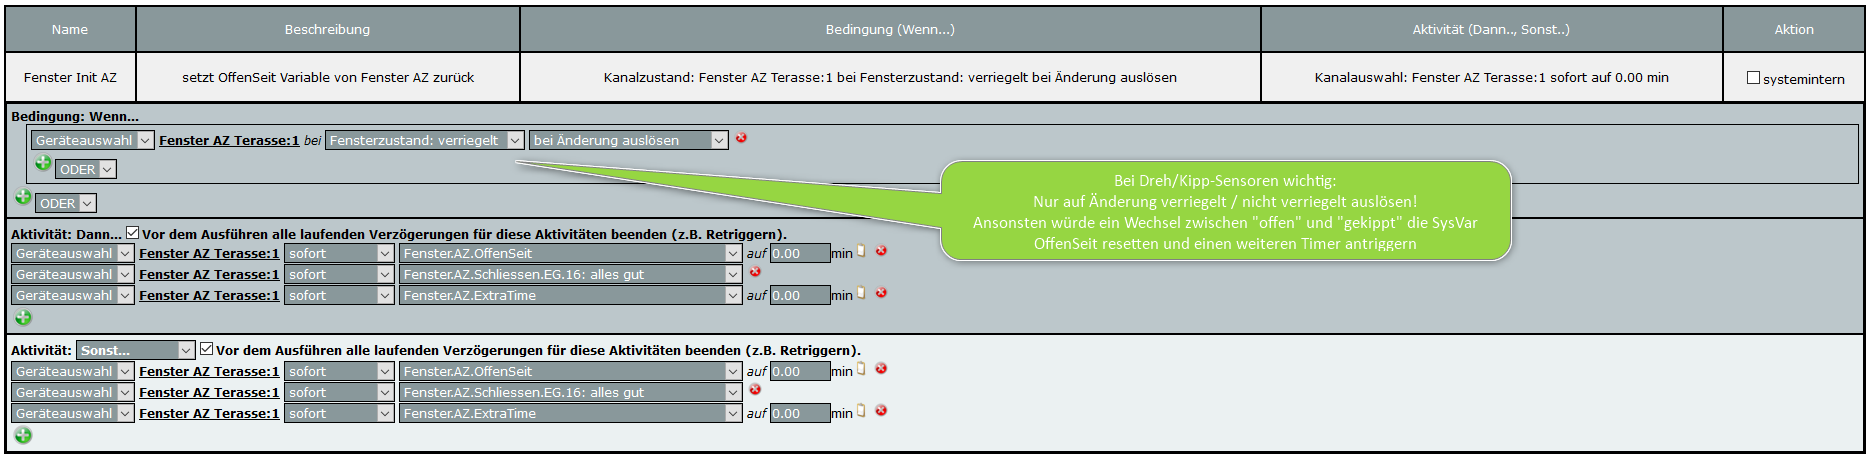 Name Beschreibung Bedingung (Wenn...) Aktivität (Dann.., Sonst..) Aktion
Fenster Init AZ setzt OffenSeit Variable von Fenster AZ zurück Kanalzustand: Fenster AZ Terasse:1 bei Fensterzustand: verriegelt bei Änderung auslösen Kanalauswahl: Fenster AZ Terasse:1 sofort auf 0.00 min systemintern
Bedingung: Wenn...
Geräteauswahl Fenster AZ Terasse:1 bei Fensterzustand: verriegelt bei Änderung auslösen
ODER
ODER
Bei Dreh/Kipp-Sensoren wichtig:
Nur auf Änderung verriegelt / nicht verriegelt auslösen!
Ansonsten würde ein Wechsel zwischen "offen" und "gekippt" die SysVar
OffenSeit resetten und einen weiteren Timer antriggern
Aktivität: Dann... Vor dem Ausführen alle laufenden Verzögerungen für diese Aktivitäten beenden (z.B. Retriggern).
Geräteauswahl Fenster AZ Terasse:1 sofort Fenster.AZ.OffenSeit auf 0.00 min
Geräteauswahl Fenster AZ Terasse:1 sofort Fenster.AZ.Schliessen.EG.16: alles gut
Geräteauswahl Fenster AZ Terasse:1 sofort Fenster.AZ.ExtraTime auf 0.00 min
Aktivität: Sonst... Vor dem Ausführen alle laufenden Verzögerungen für diese Aktivitäten beenden (z.B. Retriggern).
Geräteauswahl Fenster AZ Terasse:1 sofort Fenster.AZ.OffenSeit auf 0.00 min
Geräteauswahl Fenster AZ Terasse:1 sofort Fenster.AZ.Schliessen.EG.16: alles gut
Geräteauswahl Fenster AZ Terasse:1 sofort Fenster.AZ.ExtraTime auf 0.00 min